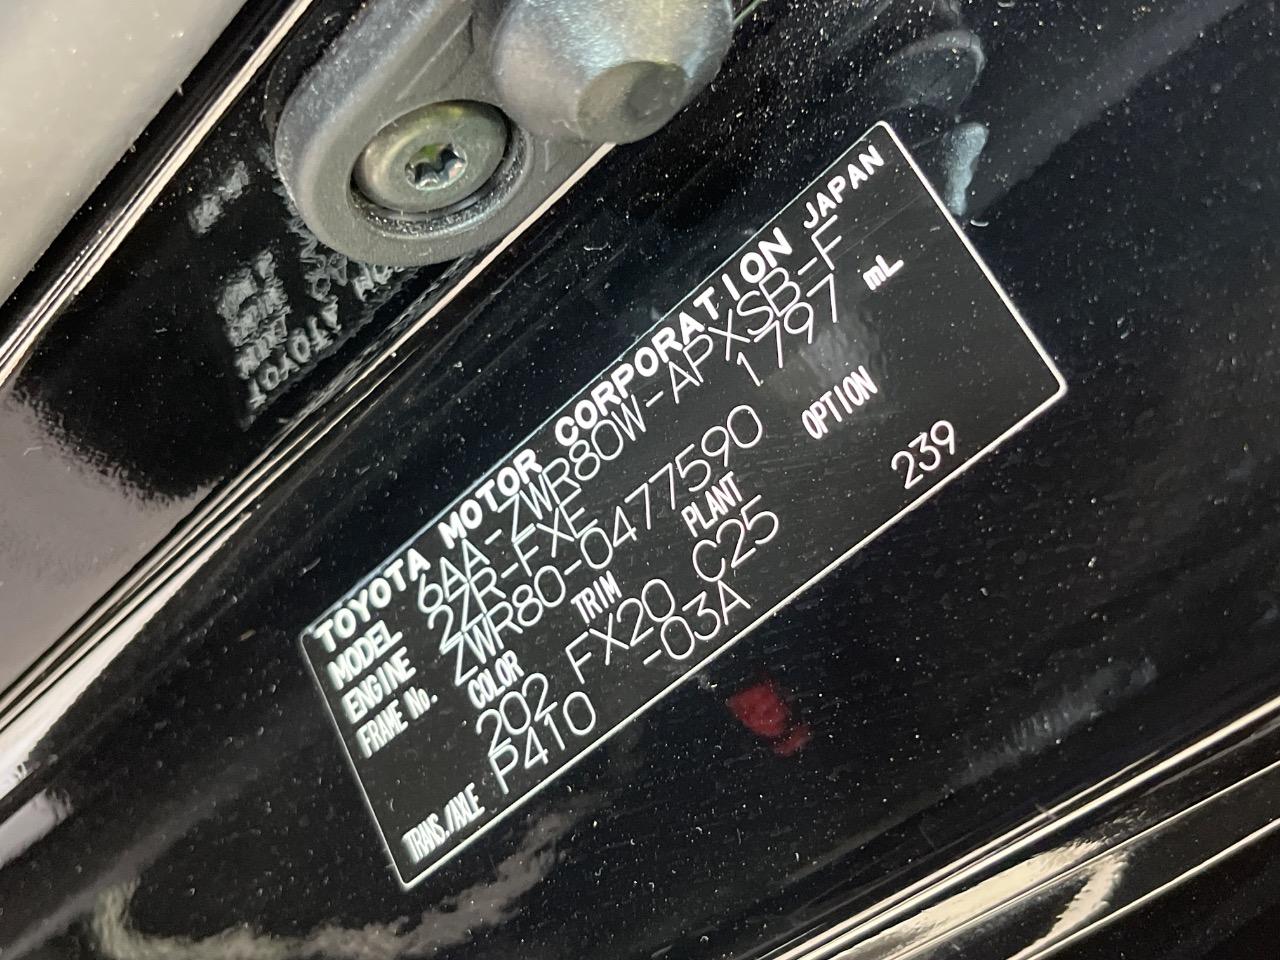 TOYOTA MOTOR CORPORATION JAPAN
MODEL 6AA-ZWR80W-APXSB-F
ENGINE 2ZR-FXE 1797 mL
FRAME No. ZWR80-0477590
COLOR TRIM PLANT OPTION
202 FX20 C25 239
TRANS./AXLE P410 -03A